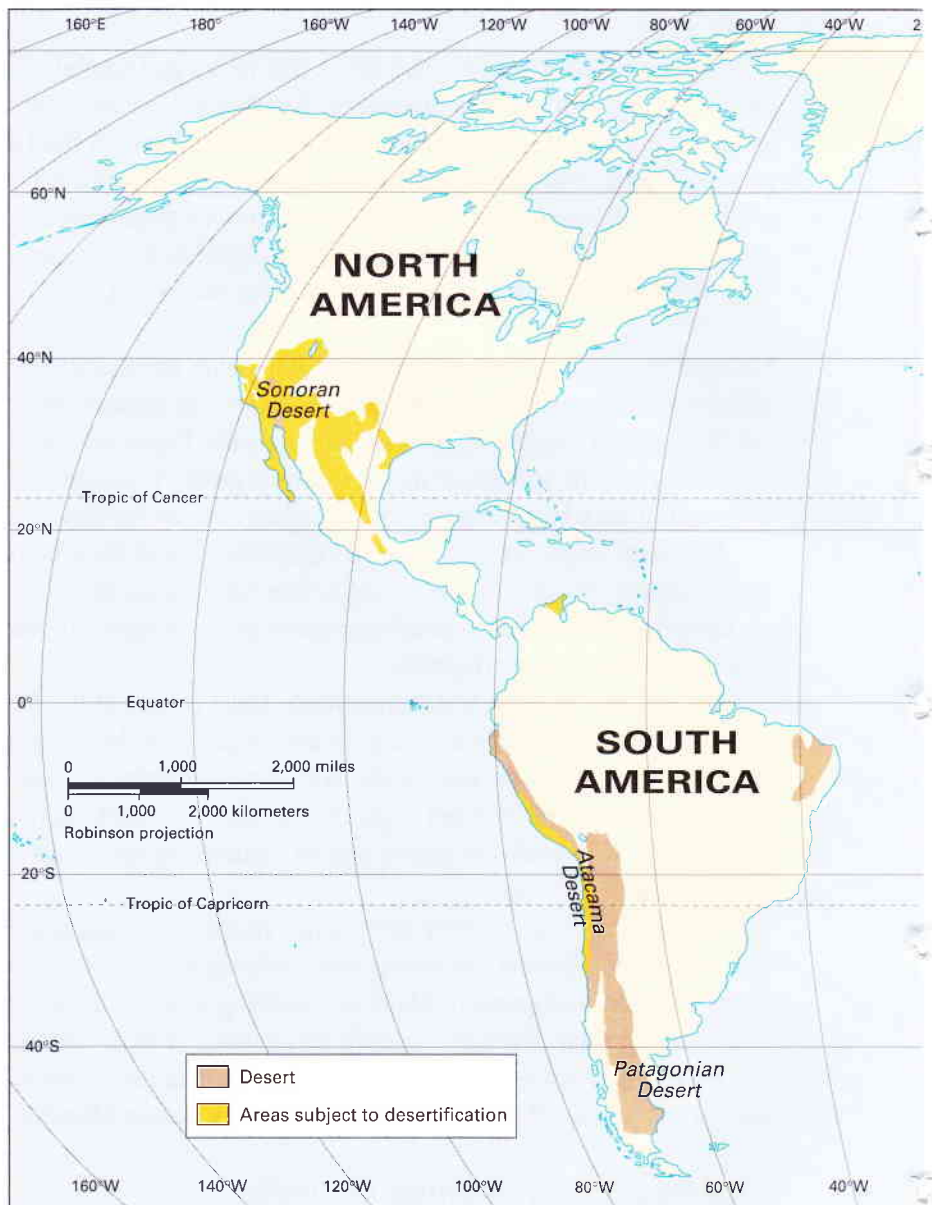 160°E 180° 160°W 140°W 120°W 100°W 80°W 60°W 40°W 2
60°N
NORTH
AMERICA
40°N
Sonoran
Desert
Tropic of Cancer
20°N
0° Equator
SOUTH
AMERICA
0 1,000 2,000 miles
0 1,000 2,000 kilometers
Robinson projection
Atacama
Desert
20°S
Tropic of Capricorn
40°S
Patagonian
Desert
Desert
Areas subject to desertification
160°W 140°W 120°W 100°W 80°W 60°W 40°W